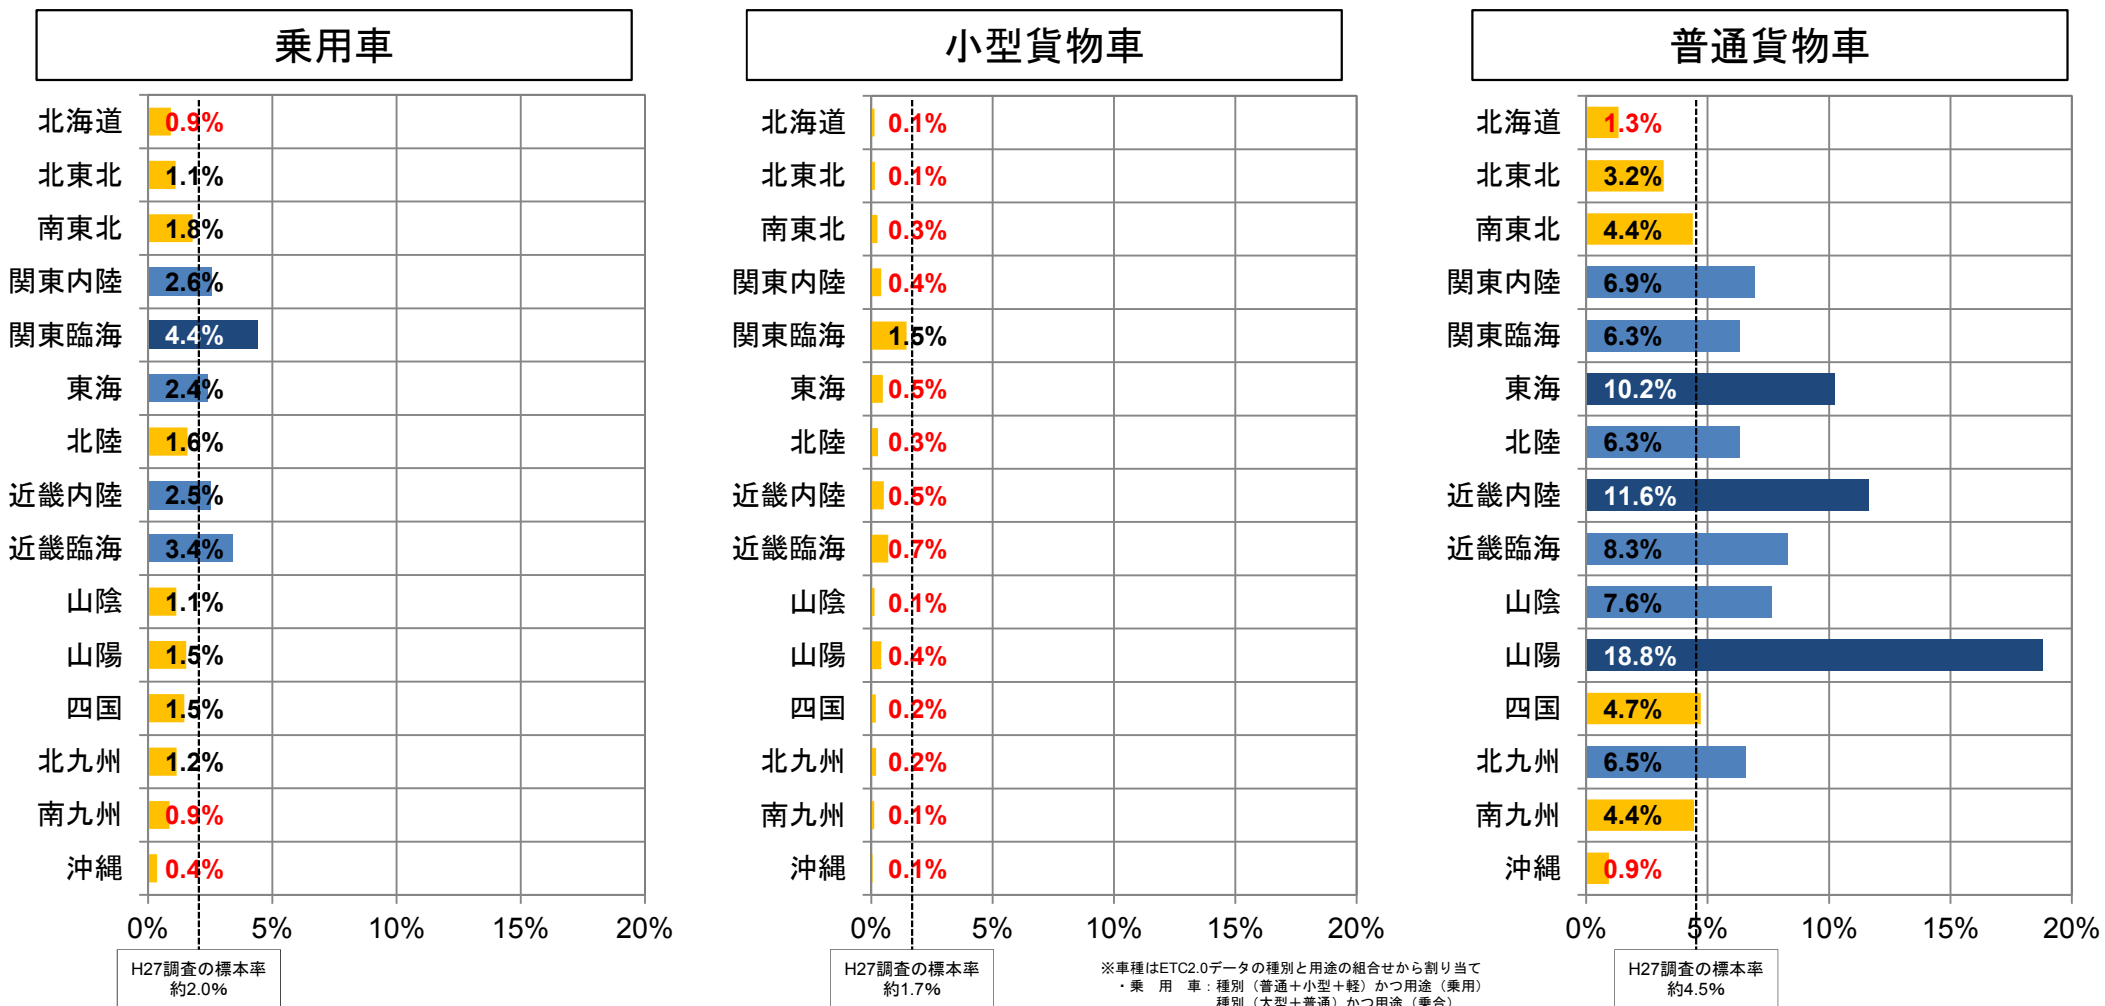 乗用車
北海道 0.9%
北東北 1.1%
南東北 1.8%
関東内陸 2.6%
関東臨海 4.4%
東海 2.4%
北陸 1.6%
近畿内陸 2.5%
近畿臨海 3.4%
山陰 1.1%
山陽 1.5%
四国 1.5%
北九州 1.2%
南九州 0.9%
沖縄 0.4%
0% 5% 10% 15% 20%
H27調査の標本率
約2.0%
小型貨物車
北海道 0.1%
北東北 0.1%
南東北 0.3%
関東内陸 0.4%
関東臨海 1.5%
東海 0.5%
北陸 0.3%
近畿内陸 0.5%
近畿臨海 0.7%
山陰 0.1%
山陽 0.4%
四国 0.2%
北九州 0.2%
南九州 0.1%
沖縄 0.1%
0% 5% 10% 15% 20%
H27調査の標本率
約1.7%
普通貨物車
北海道 1.3%
北東北 3.2%
南東北 4.4%
関東内陸 6.9%
関東臨海 6.3%
東海 10.2%
北陸 6.3%
近畿内陸 11.6%
近畿臨海 8.3%
山陰 7.6%
山陽 18.8%
四国 4.7%
北九州 6.5%
南九州 4.4%
沖縄 0.9%
0% 5% 10% 15% 20%
H27調査の標本率
約4.5%
※車種はETC2.0データの種別と用途の組合せから割り当て
・乗 用 車：種別（普通＋小型＋軽）かつ用途（乗用）
種別（大型＋普通）かつ用途（乗合）